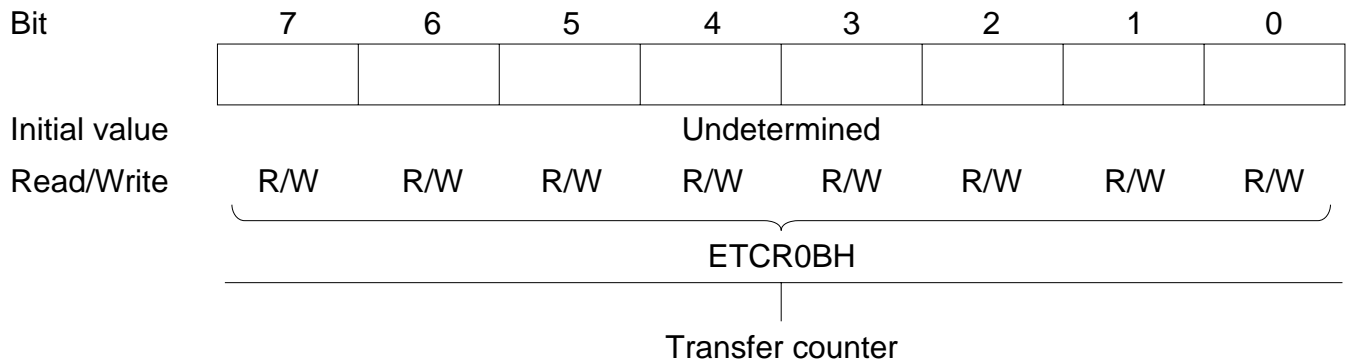 Bit 7 6 5 4 3 2 1 0
Initial value Undetermined
Read/Write R/W R/W R/W R/W R/W R/W R/W R/W
ETCR0BH
Transfer counter